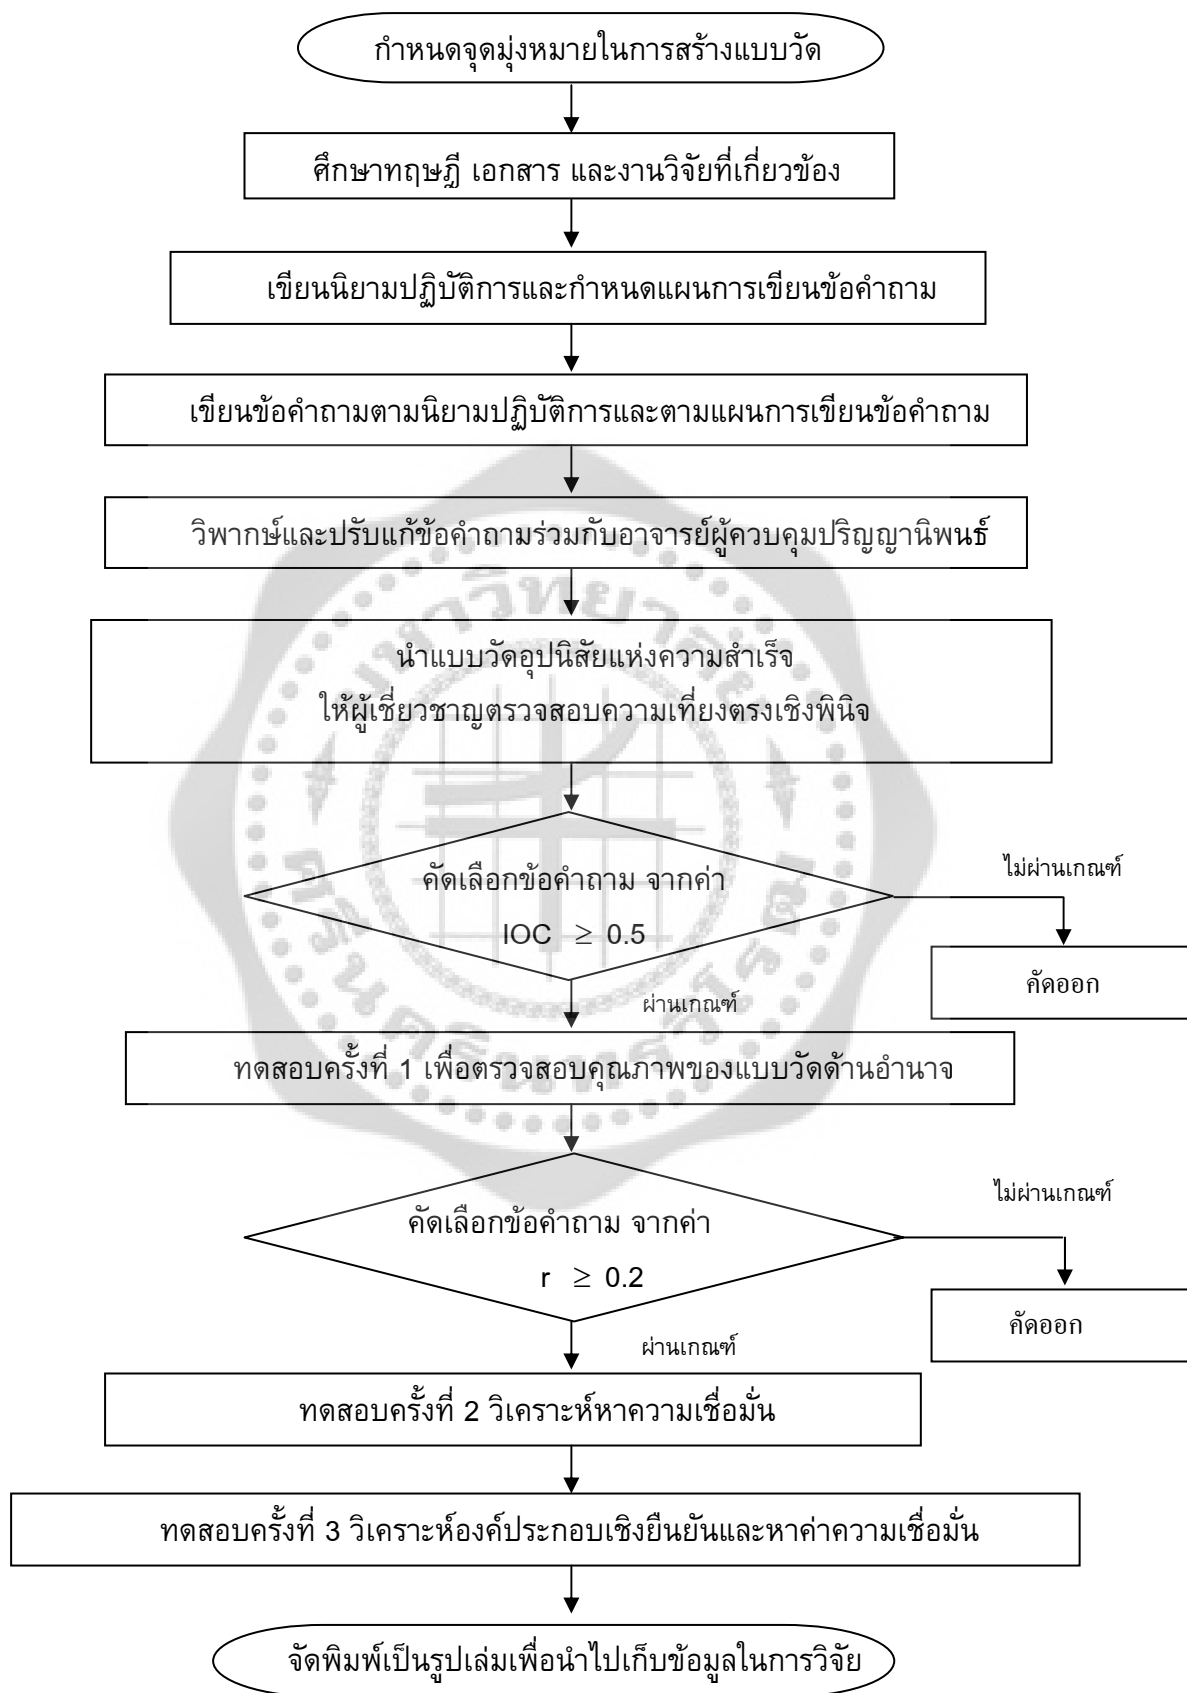 กำหนดจุดมุ่งหมายในการสร้างแบบวัด
ศึกษาทฤษฎี เอกสาร และงานวิจัยที่เกี่ยวข้อง
เขียนนิยามปฏิบัติการและกำหนดแผนการเขียนข้อคำถาม
เขียนข้อคำถามตามนิยามปฏิบัติการและตามแผนการเขียนข้อคำถาม
วิพากษ์และปรับแก้ข้อคำถามร่วมกับอาจารย์ผู้ควบคุมปริญญานิพนธ์
นำแบบวัดอุปนิสัยแห่งความสำเร็จ
ให้ผู้เชี่ยวชาญตรวจสอบความเที่ยงตรงเชิงพินิจ
คัดเลือกข้อคำถาม จากค่า
IOC ≥ 0.5
ไม่ผ่านเกณฑ์
คัดออก
ผ่านเกณฑ์
ทดสอบครั้งที่ 1 เพื่อตรวจสอบคุณภาพของแบบวัดด้านอำนาจ
คัดเลือกข้อคำถาม จากค่า
r ≥ 0.2
ไม่ผ่านเกณฑ์
คัดออก
ผ่านเกณฑ์
ทดสอบครั้งที่ 2 วิเคราะห์หาความเชื่อมั่น
ทดสอบครั้งที่ 3 วิเคราะห์องค์ประกอบเชิงยืนยันและหาค่าความเชื่อมั่น
จัดพิมพ์เป็นรูปเล่มเพื่อนำไปเก็บข้อมูลในการวิจัย
มหาวิทยาลัย
ศรีนครินทรวิโรฒ